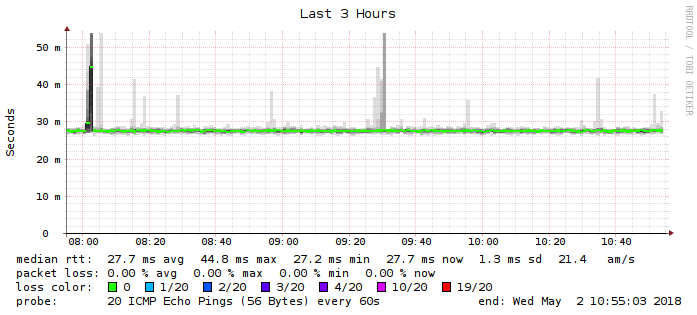 Last 3 Hours
RRDTOOL / TOBI OETIKER
Seconds
50 m
40 m
30 m
20 m
10 m
0
08:00 08:20 08:40 09:00 09:20 09:40 10:00 10:20 10:40
median rtt: 27.7 ms avg 44.8 ms max 27.2 ms min 27.7 ms now 1.3 ms sd 21.4 am/s
packet loss: 0.00 % avg 0.00 % max 0.00 % min 0.00 % now
loss color: 0 1/20 2/20 3/20 4/20 10/20 19/20
probe: 20 ICMP Echo Pings (56 Bytes) every 60s end: Wed May 2 10:55:03 2018